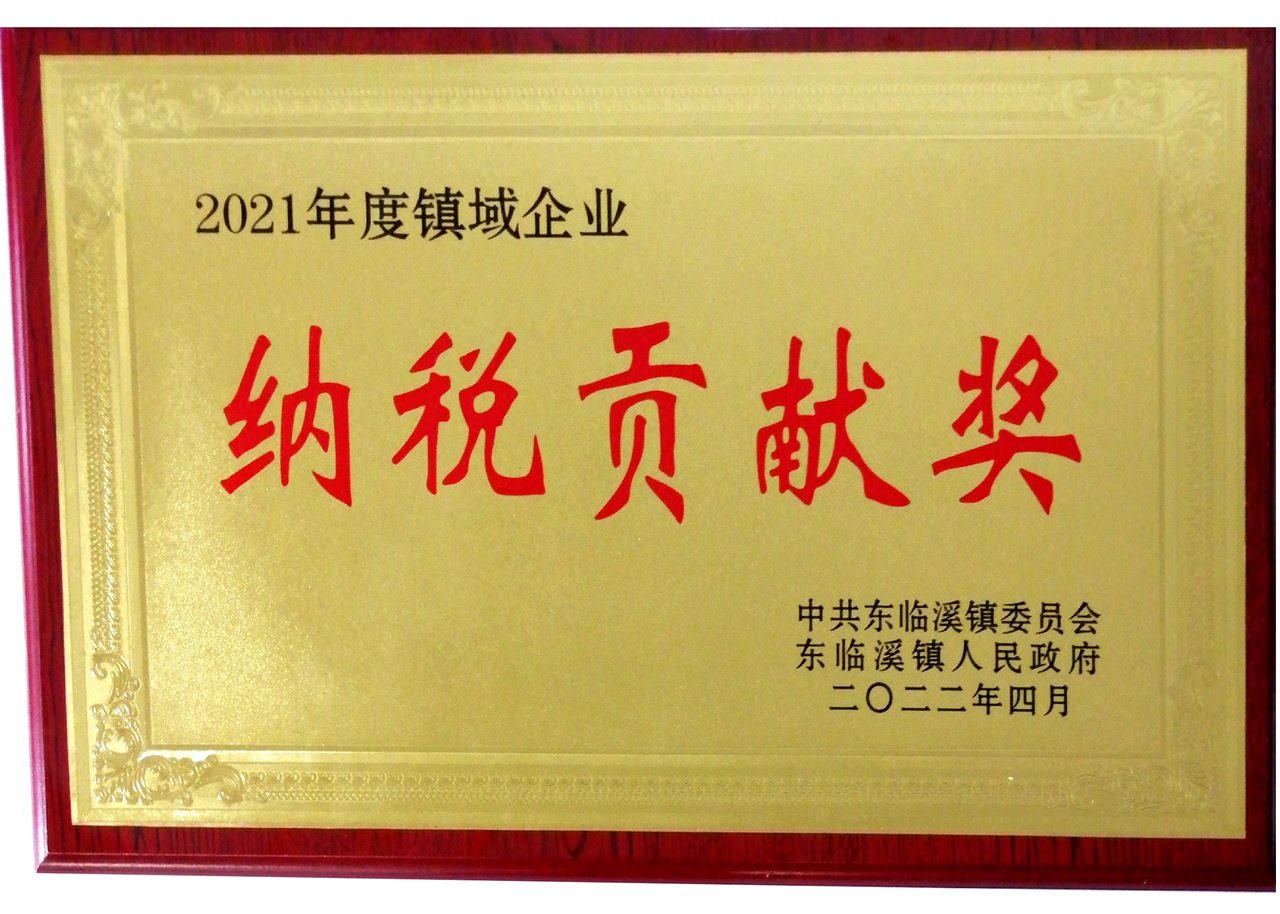 2021年度镇域企业
纳税贡献奖
中共东临溪镇委员会
东临溪镇人民政府
二〇二二年四月